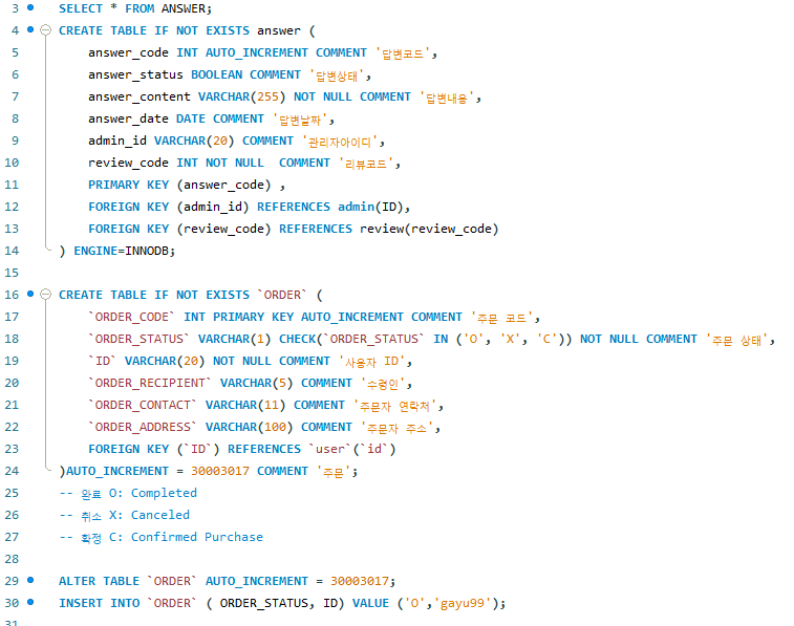 3 SELECT * FROM ANSWER;
4 CREATE TABLE IF NOT EXISTS answer (
5 answer_code INT AUTO_INCREMENT COMMENT '답변코드',
6 answer_status BOOLEAN COMMENT '답변상태',
7 answer_content VARCHAR(255) NOT NULL COMMENT '답변내용',
8 answer_date DATE COMMENT '답변날짜',
9 admin_id VARCHAR(20) COMMENT '관리자아이디',
10 review_code INT NOT NULL  COMMENT '리뷰코드',
11 PRIMARY KEY (answer_code) ,
12 FOREIGN KEY (admin_id) REFERENCES admin(ID),
13 FOREIGN KEY (review_code) REFERENCES review(review_code)
14 ) ENGINE=INNODB;
15
16 CREATE TABLE IF NOT EXISTS `ORDER` (
17 `ORDER_CODE` INT PRIMARY KEY AUTO_INCREMENT COMMENT '주문 코드',
18 `ORDER_STATUS` VARCHAR(1) CHECK(`ORDER_STATUS` IN ('O', 'X', 'C')) NOT NULL COMMENT '주문 상태',
19 `ID` VARCHAR(20) NOT NULL COMMENT '사용자 ID',
20 `ORDER_RECIPIENT` VARCHAR(5) COMMENT '수령인',
21 `ORDER_CONTACT` VARCHAR(11) COMMENT '주문자 연락처',
22 `ORDER_ADDRESS` VARCHAR(100) COMMENT '주문자 주소',
23 FOREIGN KEY (`ID`) REFERENCES `user`(`id`)
24 )AUTO_INCREMENT = 30003017 COMMENT '주문';
25 -- 완료 O: Completed
26 -- 취소 X: Canceled
27 -- 확정 C: Confirmed Purchase
28
29 ALTER TABLE `ORDER` AUTO_INCREMENT = 30003017;
30 INSERT INTO `ORDER` ( ORDER_STATUS, ID) VALUE ('O','gayu99');
31